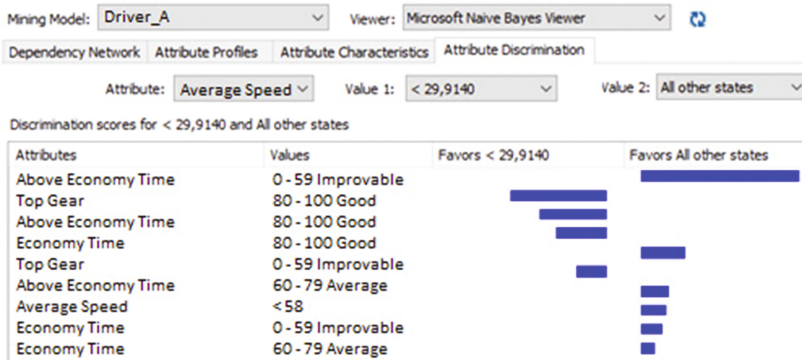 Mining Model: Driver_A Viewer: Microsoft Naive Bayes Viewer
Dependency Network Attribute Profiles Attribute Characteristics Attribute Discrimination
Attribute: Average Speed Value 1: < 29,9140 Value 2: All other states
Discrimination scores for < 29,9140 and All other states
Attributes Values Favors < 29,9140 Favors All other states
Above Economy Time 0 - 59 Improvable
Top Gear 80 - 100 Good
Above Economy Time 80 - 100 Good
Economy Time 80 - 100 Good
Top Gear 0 - 59 Improvable
Above Economy Time 60 - 79 Average
Average Speed < 58
Economy Time 0 - 59 Improvable
Economy Time 60 - 79 Average